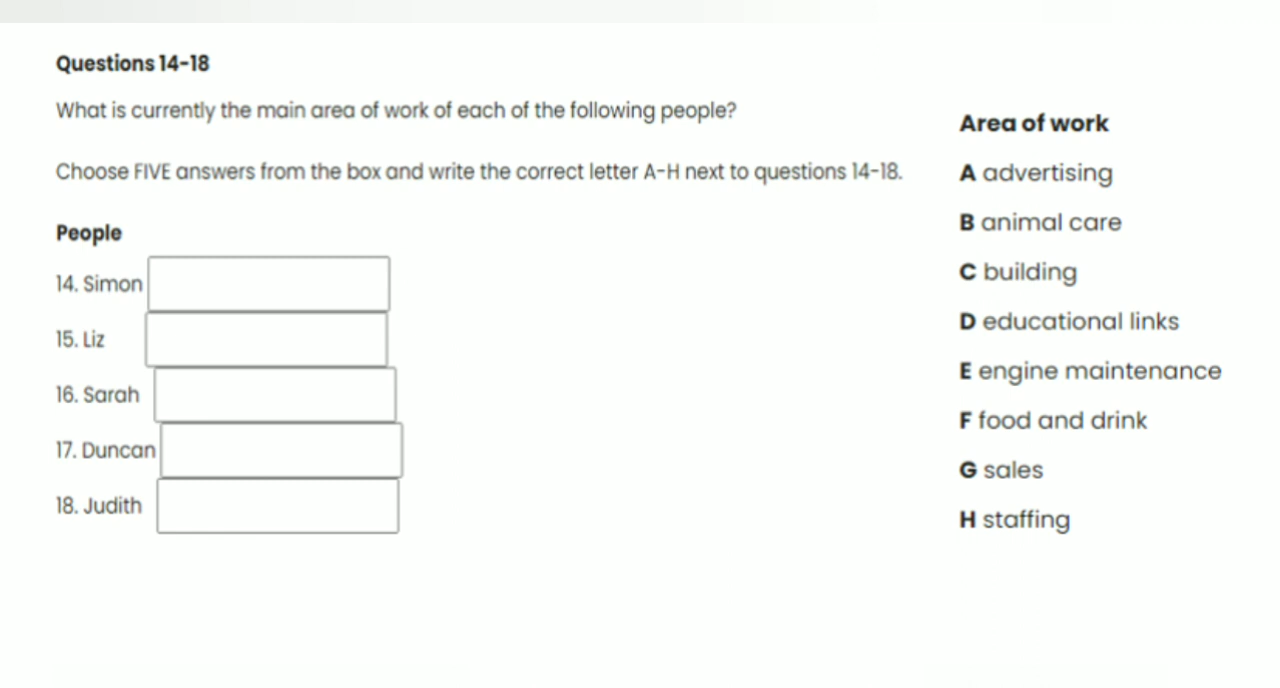 Questions 14-18
What is currently the main area of work of each of the following people?
Choose FIVE answers from the box and write the correct letter A-H next to questions 14-18.
People
14. Simon
15. Liz
16. Sarah
17. Duncan
18. Judith
Area of work
A advertising
B animal care
C building
D educational links
E engine maintenance
F food and drink
G sales
H staffing